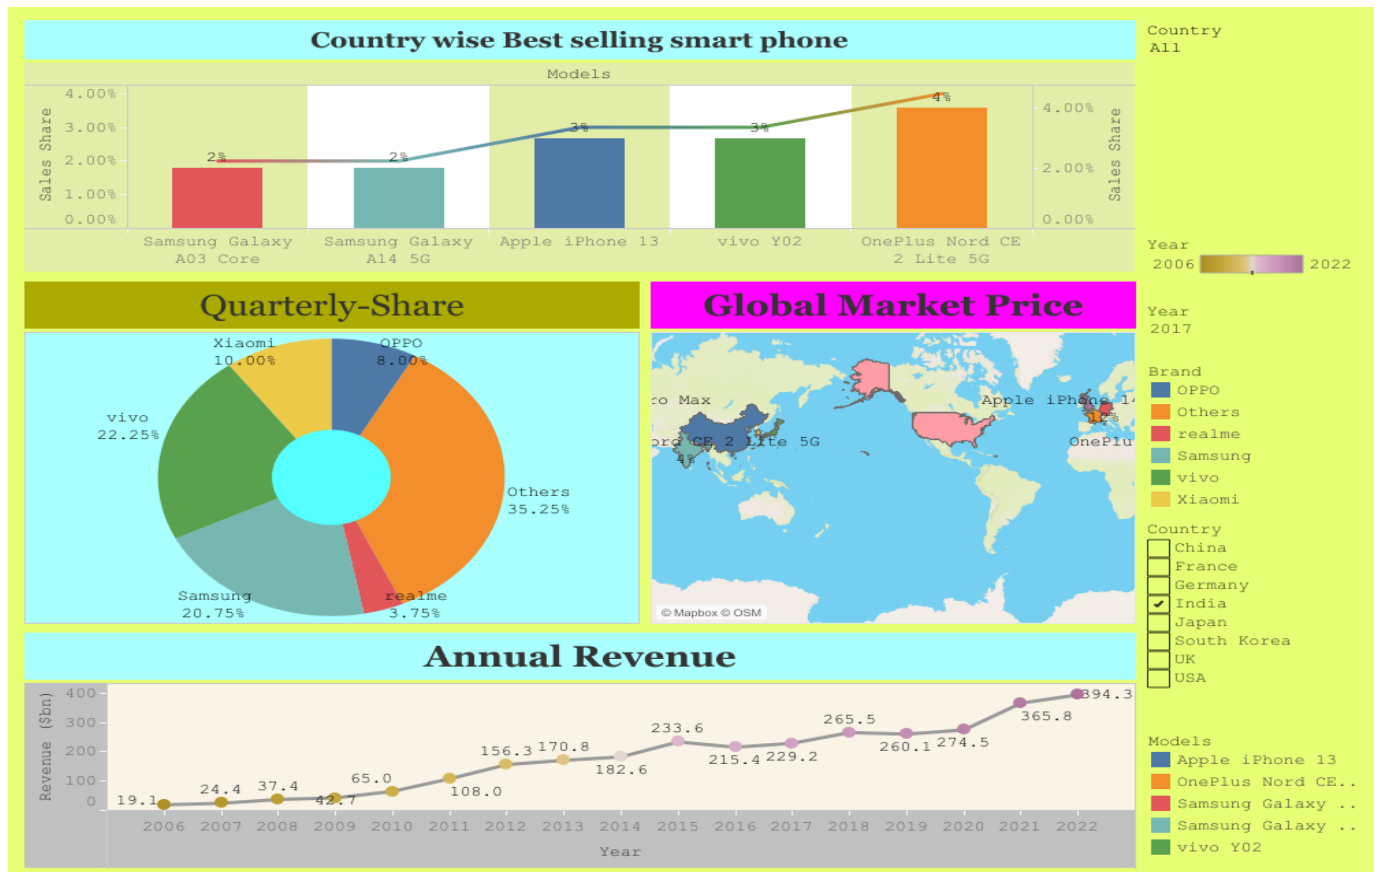 Country wise Best selling smart phone
Models
Sales Share
4.00%
3.00%
2.00%
1.00%
0.00%
2%
2%
3%
3%
4%
4.00%
2.00%
0.00%
Sales Share
Samsung Galaxy
A03 Core
Samsung Galaxy
A14 5G
Apple iPhone 13
vivo Y02
OnePlus Nord CE
2 Lite 5G
Country
All
Year
2006
2022
Year
2017
Brand
OPPO
Others
realme
Samsung
vivo
Xiaomi
Country
China
France
Germany
India
Japan
South Korea
UK
USA
Models
Apple iPhone 13
OnePlus Nord CE..
Samsung Galaxy ..
Samsung Galaxy ..
vivo Y02
Quarterly-Share
Xiaomi
10.00%
OPPO
8.00%
vivo
22.25%
Others
35.25%
Samsung
20.75%
realme
3.75%
Global Market Price
ro Max
Apple iPhone 14
2%
CE 2 Lite 5G
OnePlu
4%
© Mapbox © OSM
Annual Revenue
Revenue ($bn)
400
300
200
100
0
19.1
24.4
37.4
42.7
65.0
108.0
156.3
170.8
182.6
233.6
215.4
229.2
265.5
260.1
274.5
365.8
394.3
2006
2007
2008
2009
2010
2011
2012
2013
2014
2015
2016
2017
2018
2019
2020
2021
2022
Year